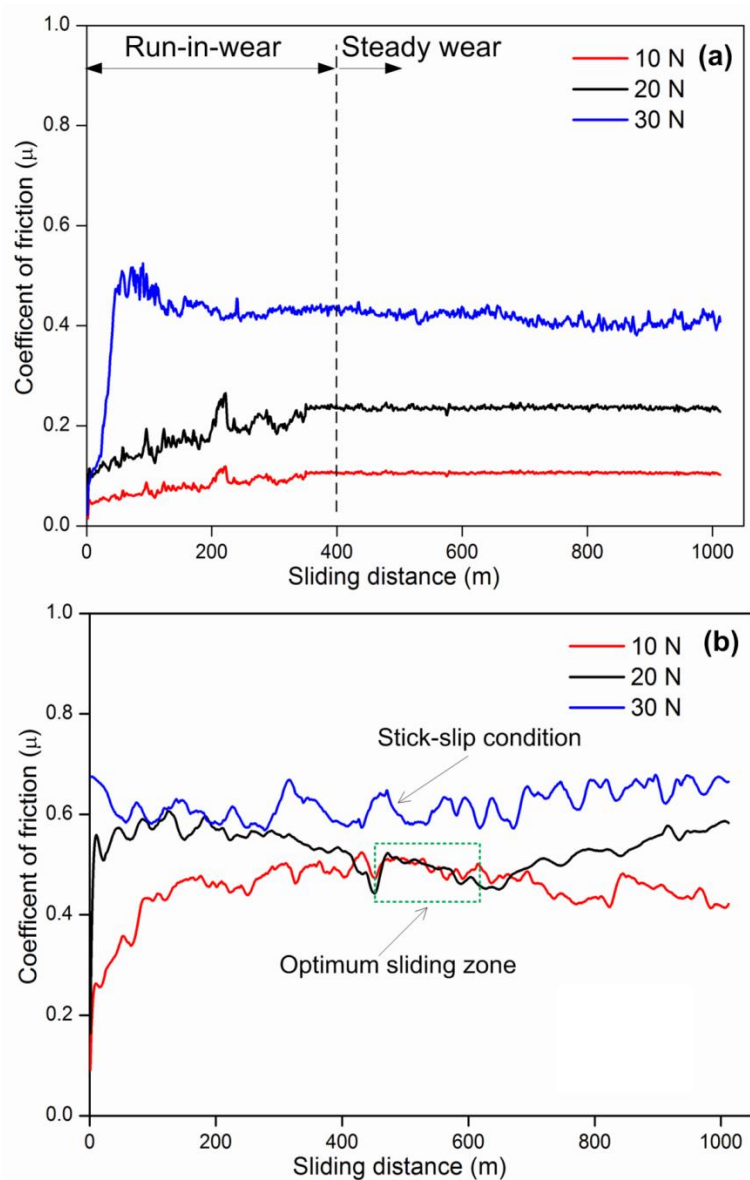 1.0
Run-in-wear
Steady wear
(a)
10 N
20 N
30 N
0.8
0.6
0.4
0.2
0.0
Coefficent of friction (μ)
0
200
400
600
800
1000
Sliding distance (m)
1.0
(b)
10 N
20 N
30 N
0.8
Stick-slip condition
0.6
0.4
Optimum sliding zone
0.2
0.0
Coefficent of friction (μ)
0
200
400
600
800
1000
Sliding distance (m)